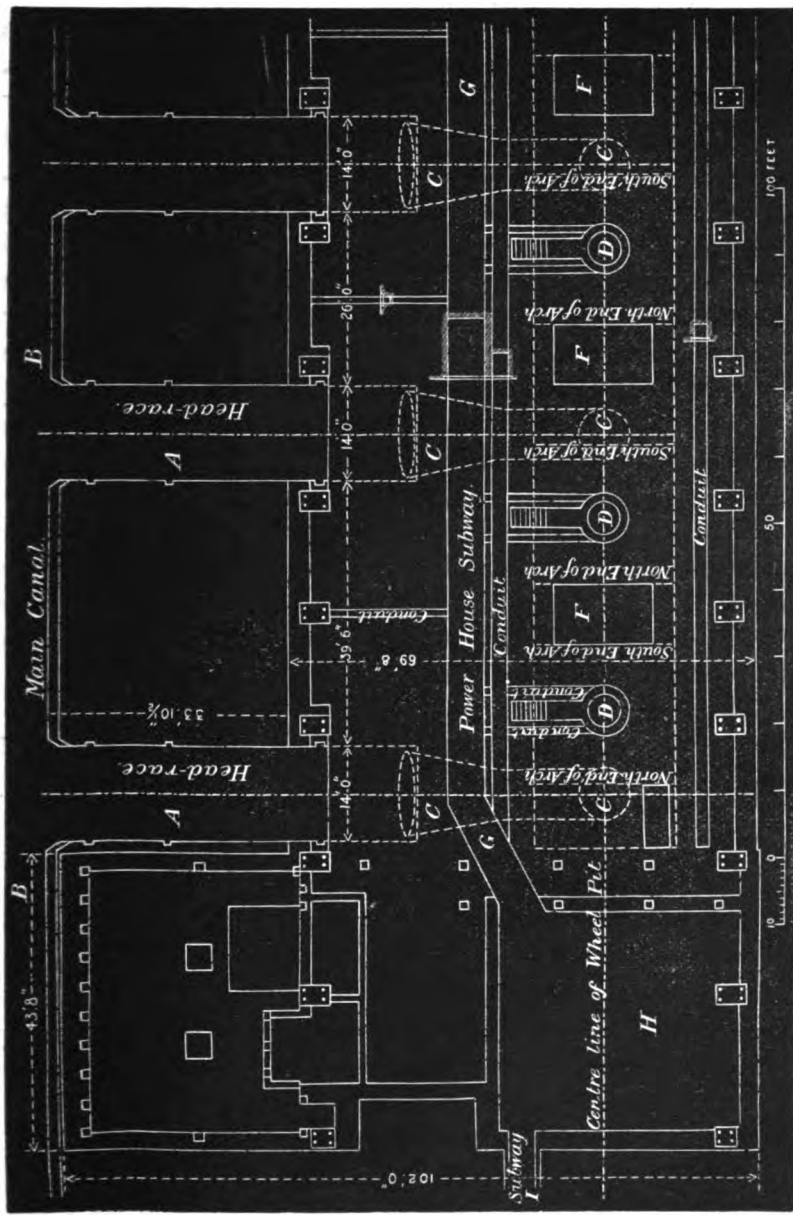 Main Canal.
43'8"
B
B
A
Head-race.
A
Head-race.
33'.10½"
102'.0"
14'.0"
39'.6"
14'.0"
26'.0"
14'.0"
69'.8"
Conduit
C
C
C
G
Power House Subway.
G
Conduit
Subway
I
Conduit
Conduit
Centre line of Wheel Pit
C
North End of Arch
D
South End of Arch
F
North End of Arch
D
South End of Arch
C
F
North End of Arch
D
South End of Arch
C
F
H
Conduit
10
0
50
100 FEET